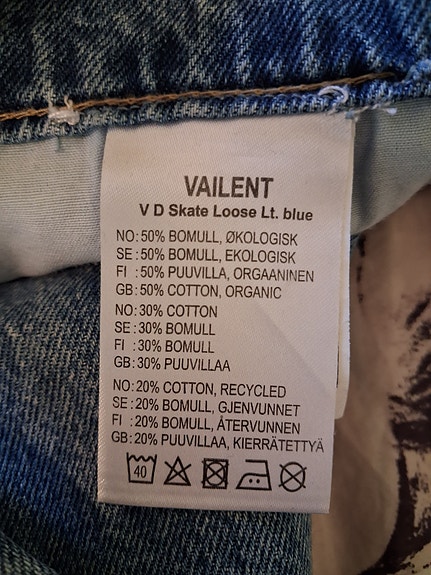 VAILENT
V D Skate Loose Lt. blue
NO: 50% BOMULL, ØKOLOGISK
SE: 50% BOMULL, EKOLOGISK
FI : 50% PUUVILLA, ORGAANINEN
GB: 50% COTTON, ORGANIC
NO: 30% COTTON
SE: 30% BOMULL
FI : 30% BOMULL
GB: 30% PUUVILLAA
NO: 20% COTTON, RECYCLED
SE: 20% BOMULL, GJENVUNNET
FI : 20% BOMULL, ÅTERVUNNEN
GB: 20% PUUVILLAA, KIERRÄTETTYÄ
40